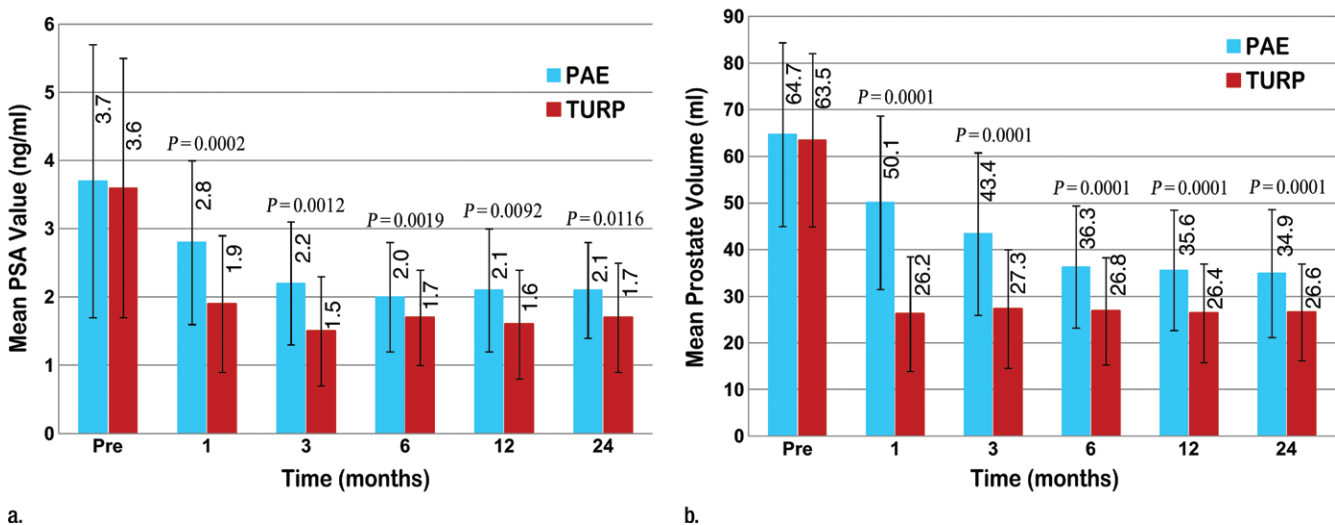 6
5
4
3
2
1
0
Mean PSA Value (ng/ml)
PAE
TURP
3.7
3.6
P = 0.0002
2.8
1.9
P = 0.0012
2.2
1.5
P = 0.0019
2.0
1.7
P = 0.0092
2.1
1.6
P = 0.0116
2.1
1.7
Pre 1 3 6 12 24
Time (months)
a.
90
80
70
60
50
40
30
20
10
0
Mean Prostate Volume (ml)
PAE
TURP
64.7
63.5
P = 0.0001
50.1
26.2
P = 0.0001
43.4
27.3
P = 0.0001
36.3
26.8
P = 0.0001
35.6
26.4
P = 0.0001
34.9
26.6
Pre 1 3 6 12 24
Time (months)
b.